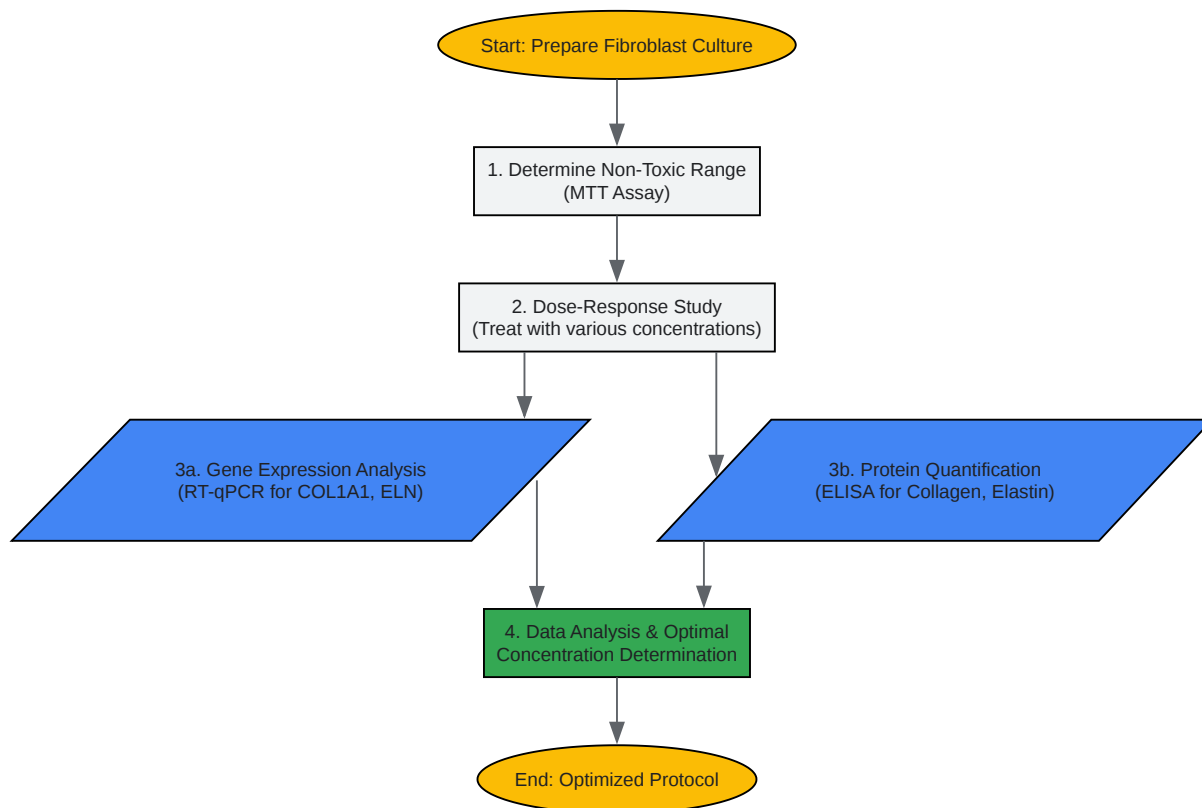 Start: Prepare Fibroblast Culture
1. Determine Non-Toxic Range
(MTT Assay)
2. Dose-Response Study
(Treat with various concentrations)
3a. Gene Expression Analysis
(RT-qPCR for COL1A1, ELN)
3b. Protein Quantification
(ELISA for Collagen, Elastin)
4. Data Analysis & Optimal
Concentration Determination
End: Optimized Protocol